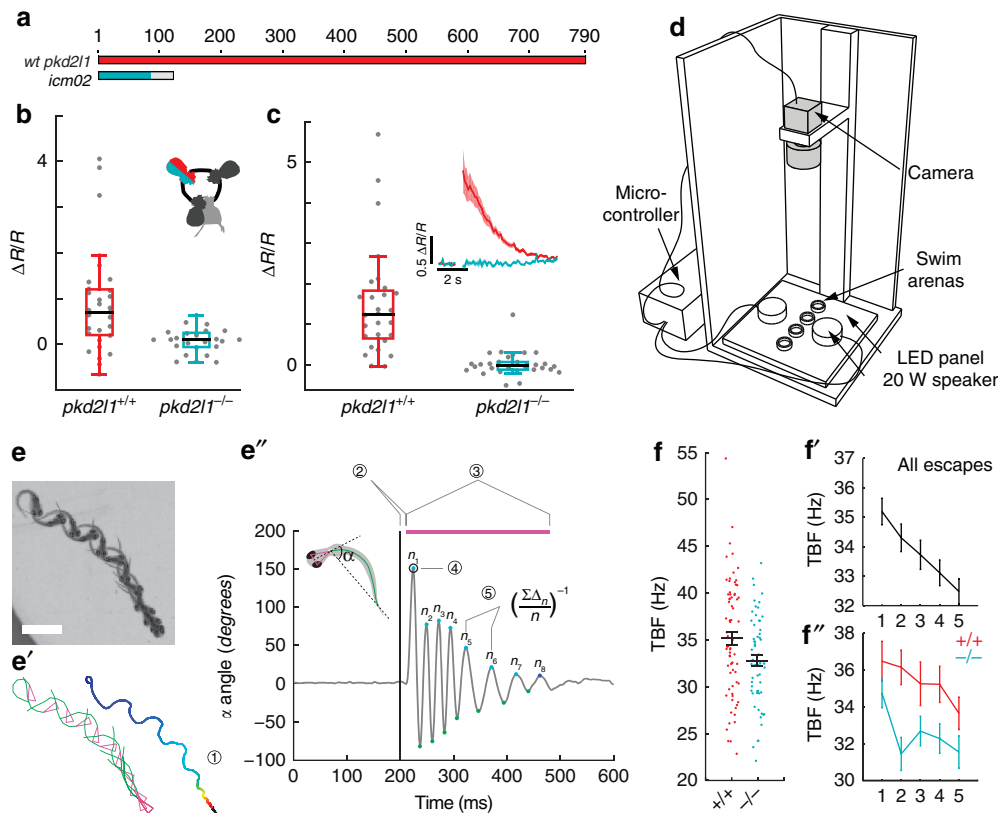 a
1 100 200 300 400 500 600 700 790
wt pkd2l1
icm02
b
4
0
ΔR/R
pkd2l1+/+ pkd2l1−/−
c
5
0
ΔR/R
0.5 ΔR/R
2 s
pkd2l1+/+ pkd2l1−/−
d
Micro-
controller
Camera
Swim
arenas
LED panel
20 W speaker
e
e′
①
e″
② ③
200
150
100
50
0
−50
−100
α angle (degrees)
α
n1
④
n2 n3 n4
n5 n6 n7 n8
⑤ (ΣΔn/n)−1
0 100 200 300 400 500 600
Time (ms)
f
55
50
45
40
35
30
25
20
TBF (Hz)
+/+ −/−
f′
All escapes
37
36
35
34
33
32
TBF (Hz)
1 2 3 4 5
f″
+/+
−/−
38
36
34
32
30
TBF (Hz)
1 2 3 4 5